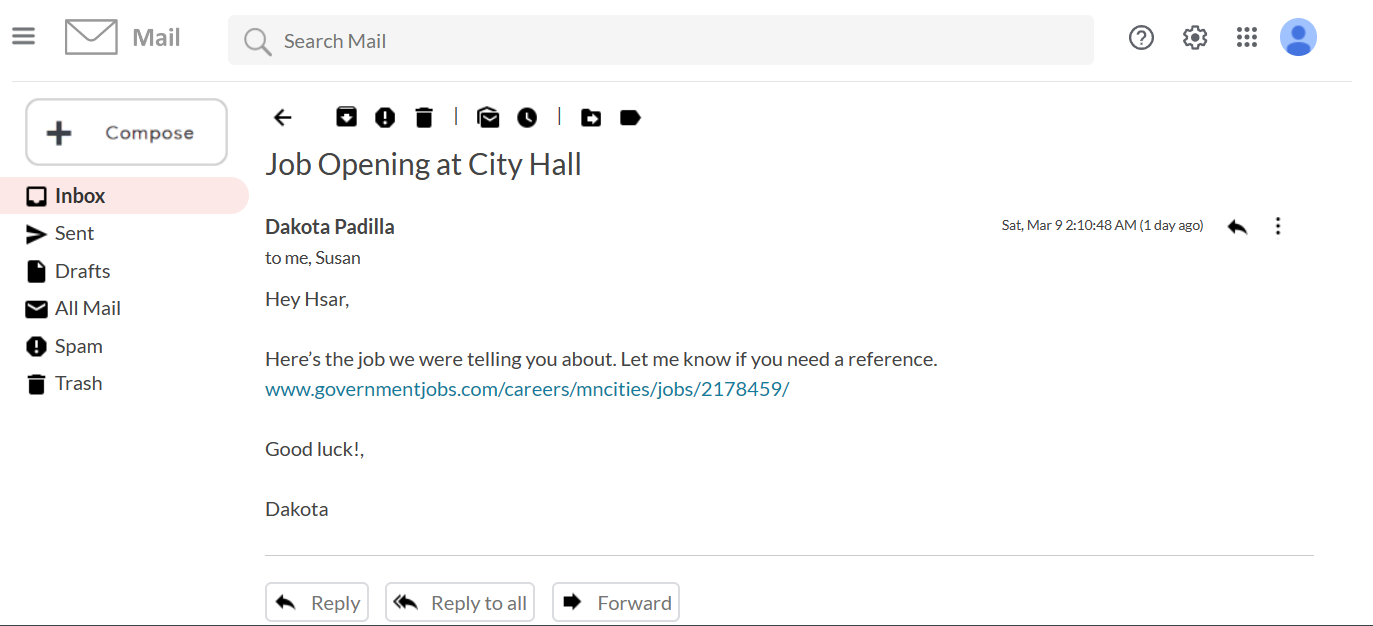 Mail
Search Mail
Compose
Inbox
Sent
Drafts
All Mail
Spam
Trash
Job Opening at City Hall
Dakota Padilla
Sat, Mar 9 2:10:48 AM (1 day ago)
to me, Susan
Hey Hsar,
Here’s the job we were telling you about. Let me know if you need a reference.
www.governmentjobs.com/careers/mncities/jobs/2178459/
Good luck!,
Dakota
Reply
Reply to all
Forward